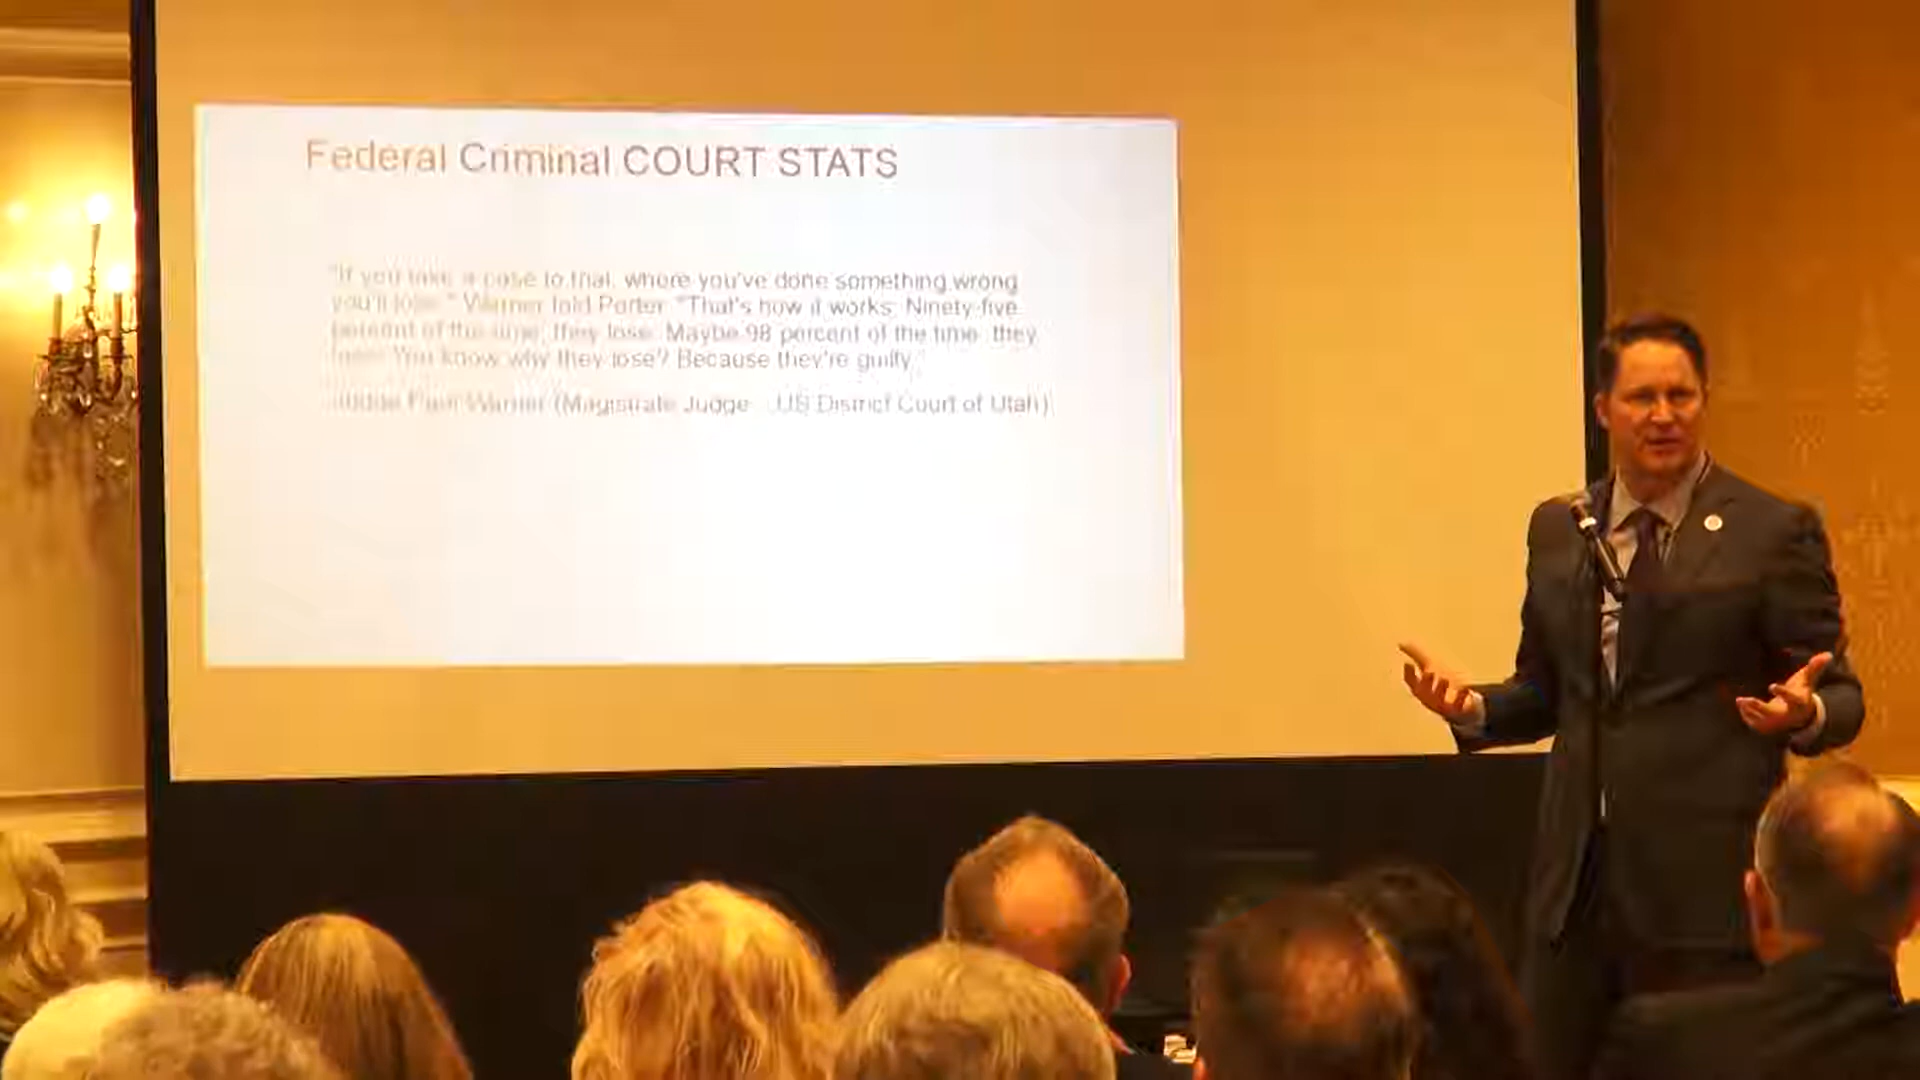 Federal Criminal COURT STATS
"If you take a case to trial, where you've done something wrong
you'll lose," Warner told Porter. "That's how it works. Ninety-five
percent of the time, they lose. Maybe 98 percent of the time, they
lose. You know why they lose? Because they're guilty."
Judge Paul Warner (Magistrate Judge US District Court of Utah)